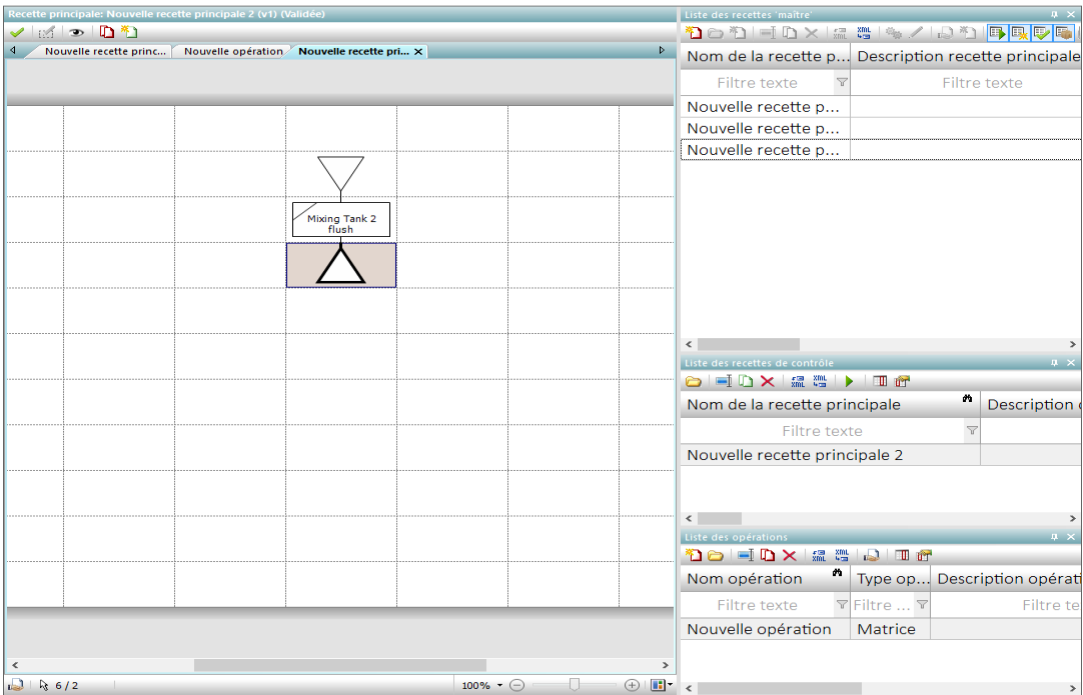 Recette principale: Nouvelle recette principale 2 (v1) (Validée)
Nouvelle recette princ...
Nouvelle opération
Nouvelle recette pri...
Mixing Tank 2
flush
6 / 2
100%
Liste des recettes 'maître'
Nom de la recette p... Description recette principale
Filtre texte Filtre texte
Nouvelle recette p...
Nouvelle recette p...
Nouvelle recette p...
Liste des recettes de contrôle
XML XML
Nom de la recette principale Description
Filtre texte
Nouvelle recette principale 2
Liste des opérations
XML XML
Nom opération Type op... Description opérati
Filtre texte Filtre ... Filtre te
Nouvelle opération Matrice